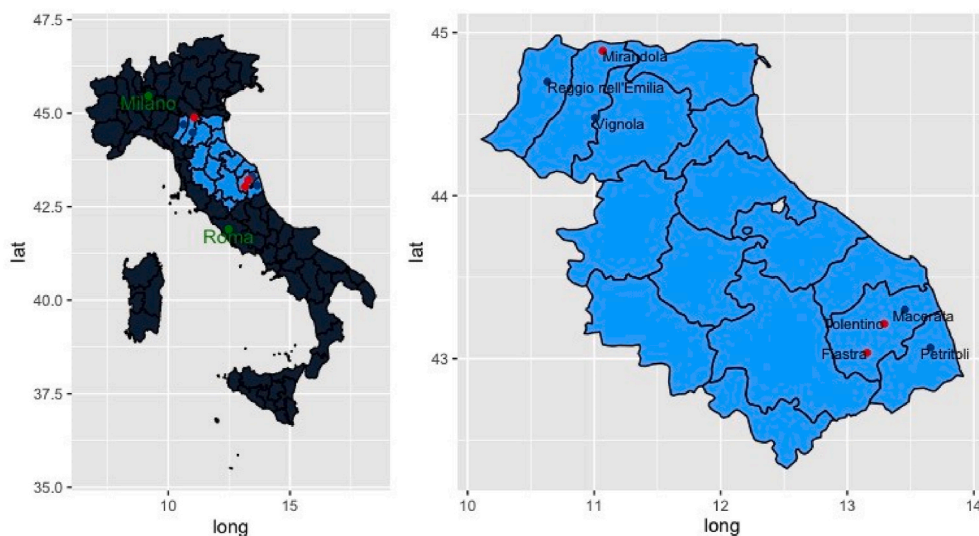 47.5
45.0
42.5
40.0
37.5
35.0
lat
10
15
long
Milano
Roma
45
44
43
lat
10
11
12
13
14
long
Mirandola
Reggio nell'Emilia
Vignola
Macerata
Tolentino
Fiastra
Petritoli